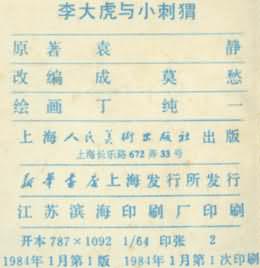 李大虎与小刺猬
原著袁静
改编成莫愁
绘画丁纯一
上海人民美術出版社出版
上海长乐路672弄33号
新华書店上海发行所发行
江苏滨海印刷厂印刷
开本787×1092 1/64 印张 2
1984年1月第1版 1984年1月第1次印刷